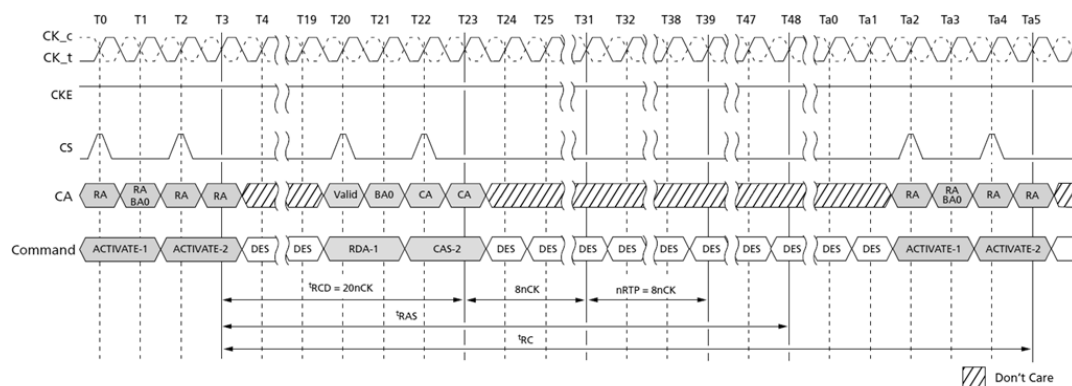 T0 T1 T2 T3 T4 T19 T20 T21 T22 T23 T24 T25 T31 T32 T38 T39 T47 T48 Ta0 Ta1 Ta2 Ta3 Ta4 Ta5
CK_c
CK_t
CKE
CS
CA RA RA BA0 RA RA Valid BA0 CA CA RA RA BA0 RA RA
Command ACTIVATE-1 ACTIVATE-2 DES DES RDA-1 CAS-2 DES DES DES DES DES DES DES DES DES DES ACTIVATE-1 ACTIVATE-2
tRCD = 20nCK 8nCK nRTP = 8nCK
tRAS
tRC
Don't Care